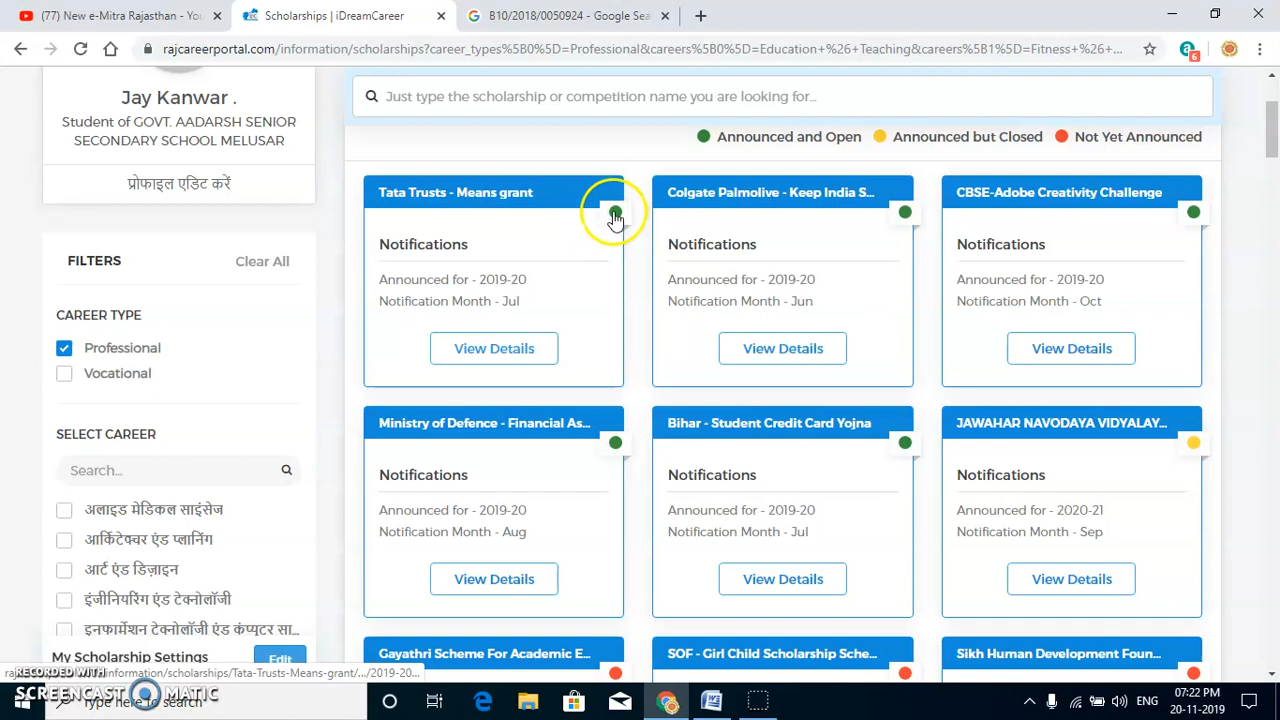 (77) New e-Mitra Rajasthan - You
Scholarships | iDreamCareer
B10/2018/0050924 - Google Sea
rajcareerportal.com/information/scholarships?career_types%5B0%5D=Professional&careers%5B0%5D=Education+%26+Teaching&careers%5B1%5D=Fitness+%26+...
6
Jay Kanwar .
Student of GOVT. AADARSH SENIOR
SECONDARY SCHOOL MELUSAR
प्रोफाइल एडिट करें
FILTERS Clear All
CAREER TYPE
Professional
Vocational
SELECT CAREER
Search...
अलाइड मेडिकल साइंसेज
आर्किटेक्चर एंड प्लानिंग
आर्ट एंड डिज़ाइन
इंजीनियरिंग एंड टेक्नोलॉजी
इनफार्मेशन टेक्नोलॉजी एंड कंप्यूटर सा...
My Scholarship Settings Edit
Just type the scholarship or competition name you are looking for...
Announced and Open Announced but Closed Not Yet Announced
Tata Trusts - Means grant
Notifications
Announced for - 2019-20
Notification Month - Jul
View Details
Colgate Palmolive - Keep India S...
Notifications
Announced for - 2019-20
Notification Month - Jun
View Details
CBSE-Adobe Creativity Challenge
Notifications
Announced for - 2019-20
Notification Month - Oct
View Details
Ministry of Defence - Financial As...
Notifications
Announced for - 2019-20
Notification Month - Aug
View Details
Bihar - Student Credit Card Yojna
Notifications
Announced for - 2019-20
Notification Month - Jul
View Details
JAWAHAR NAVODAYA VIDYALAY...
Notifications
Announced for - 2020-21
Notification Month - Sep
View Details
Gayathri Scheme For Academic E...
SOF - Girl Child Scholarship Sche...
Sikh Human Development Foun...
information/scholarships/Tata-Trusts-Means-grant/.../2019-20...
RECORDED WITH
SCREENCAST MATIC
Type here to search
ENG
07:22 PM
20-11-2019